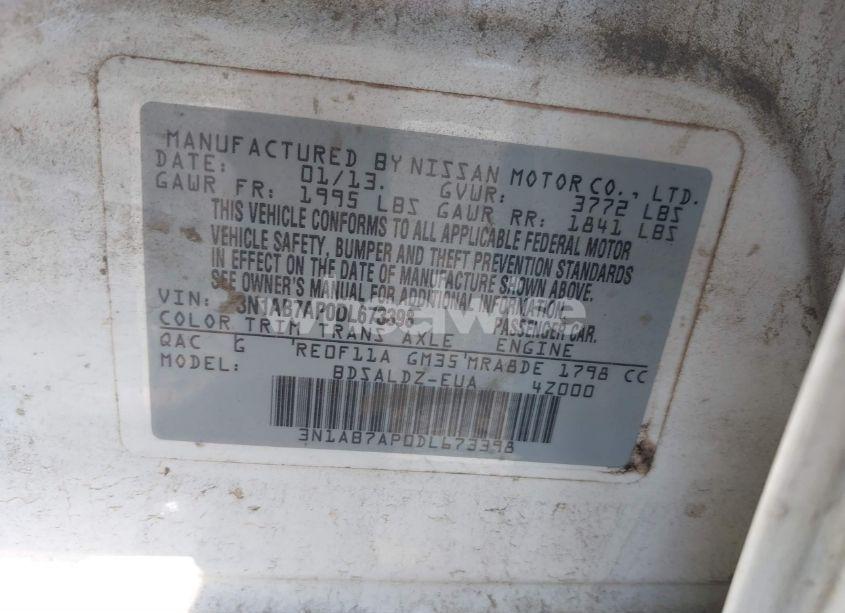 MANUFACTURED BY NISSAN MOTOR CO., LTD.
DATE: 01/13. GVWR: 3772 LBS
GAWR FR: 1995 LBS GAWR RR: 1841 LBS
THIS VEHICLE CONFORMS TO ALL APPLICABLE FEDERAL MOTOR
VEHICLE SAFETY, BUMPER AND THEFT PREVENTION STANDARDS
IN EFFECT ON THE DATE OF MANUFACTURE SHOWN ABOVE.
SEE OWNER'S MANUAL FOR ADDITIONAL INFORMATION.
VIN: 3N1AB7AP0DL673398 PASSENGER CAR.
COLOR TRIM TRANS AXLE ENGINE
QAC G RE0F11A GM35 MRA8DE 1798 CC
MODEL: BDSALDZ-EUA 4Z000
3N1AB7AP0DL673398